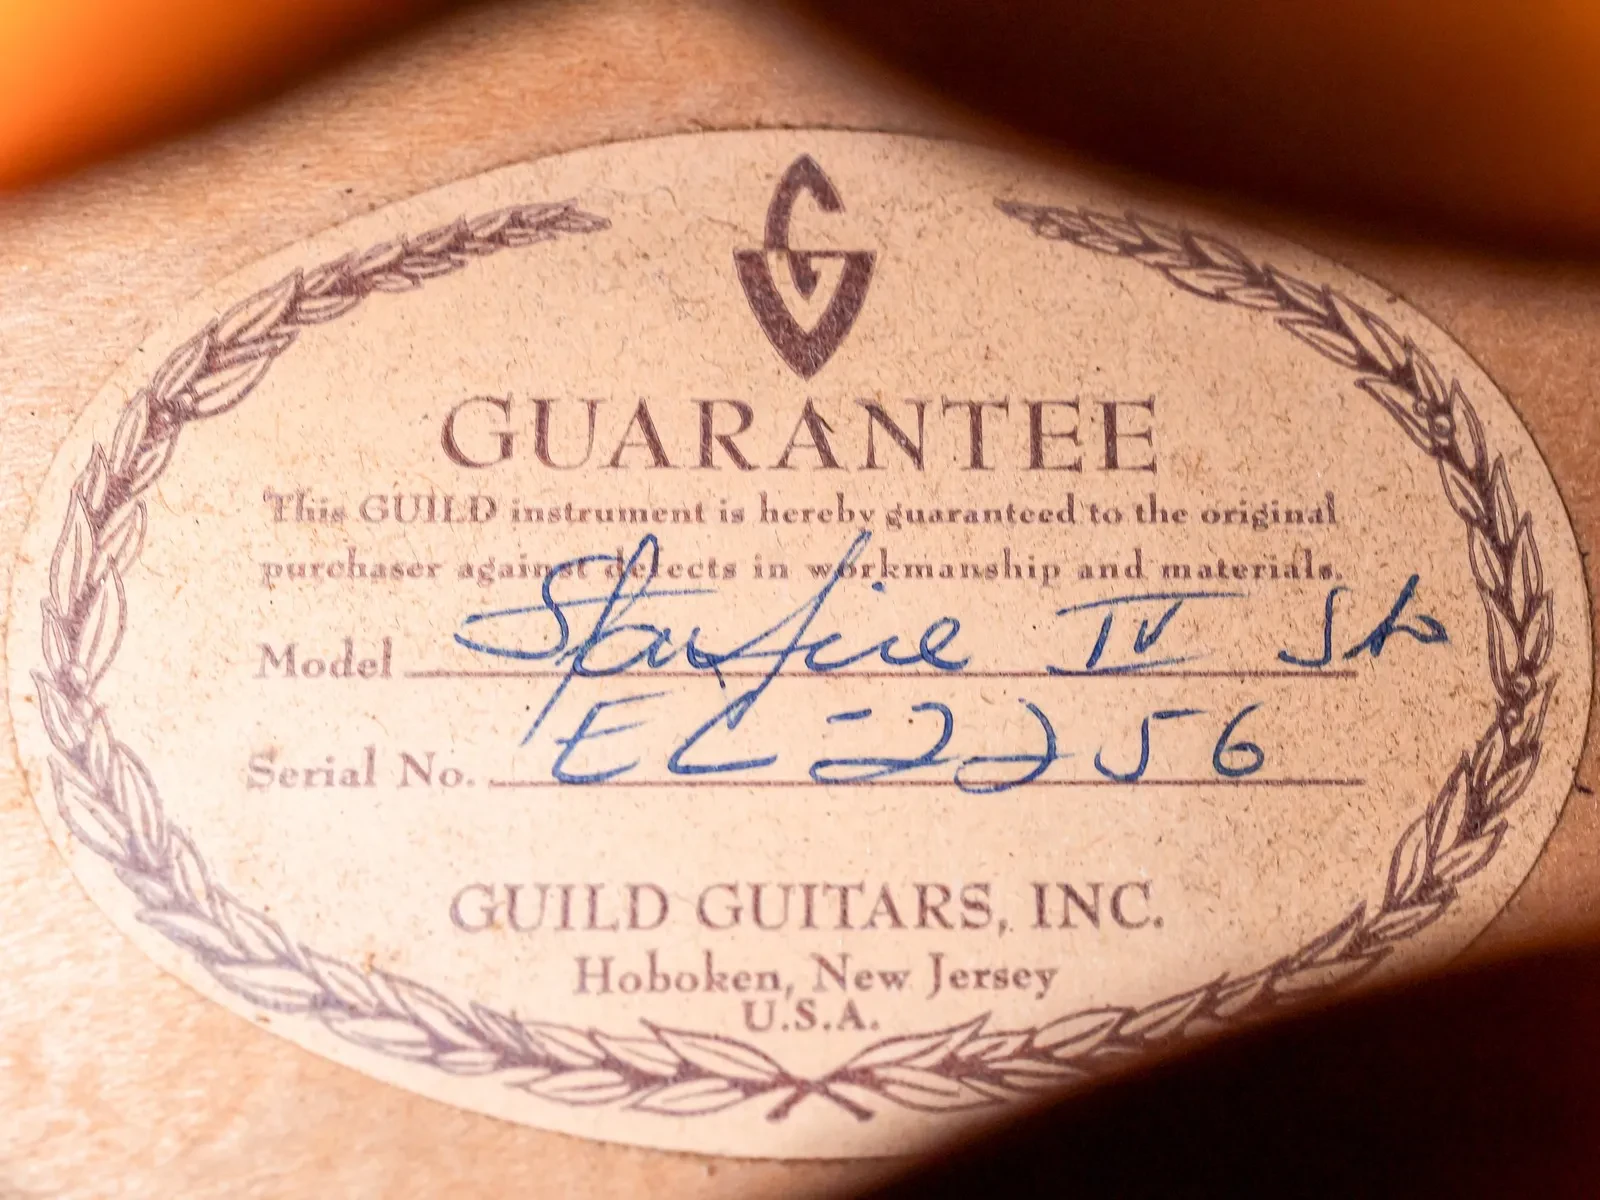 GUARANTEE
This GUILD instrument is hereby guaranteed to the original
purchaser against defects in workmanship and materials.
Model Starfire IV
Serial No. EC-2256
GUILD GUITARS, INC.
Hoboken, New Jersey
U.S.A.